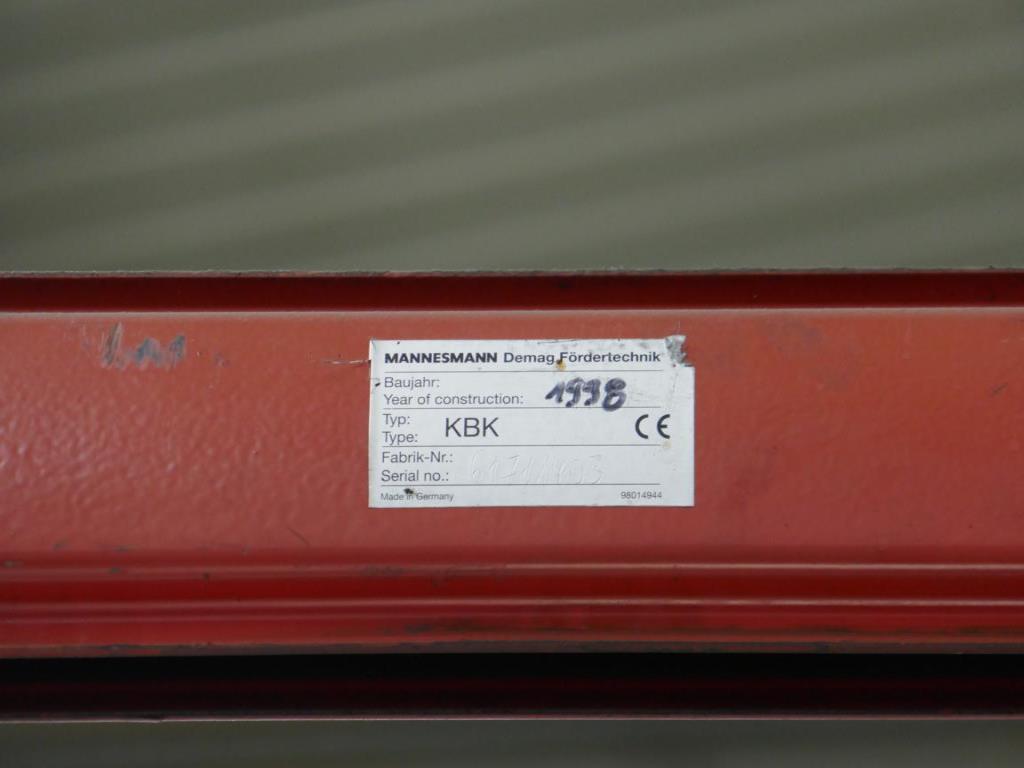 MANNESMANN Demag Fördertechnik
Baujahr:
Year of construction: 1998
Typ:
Type: KBK
CE
Fabrik-Nr.:
Serial no.:
Made in Germany 98014944